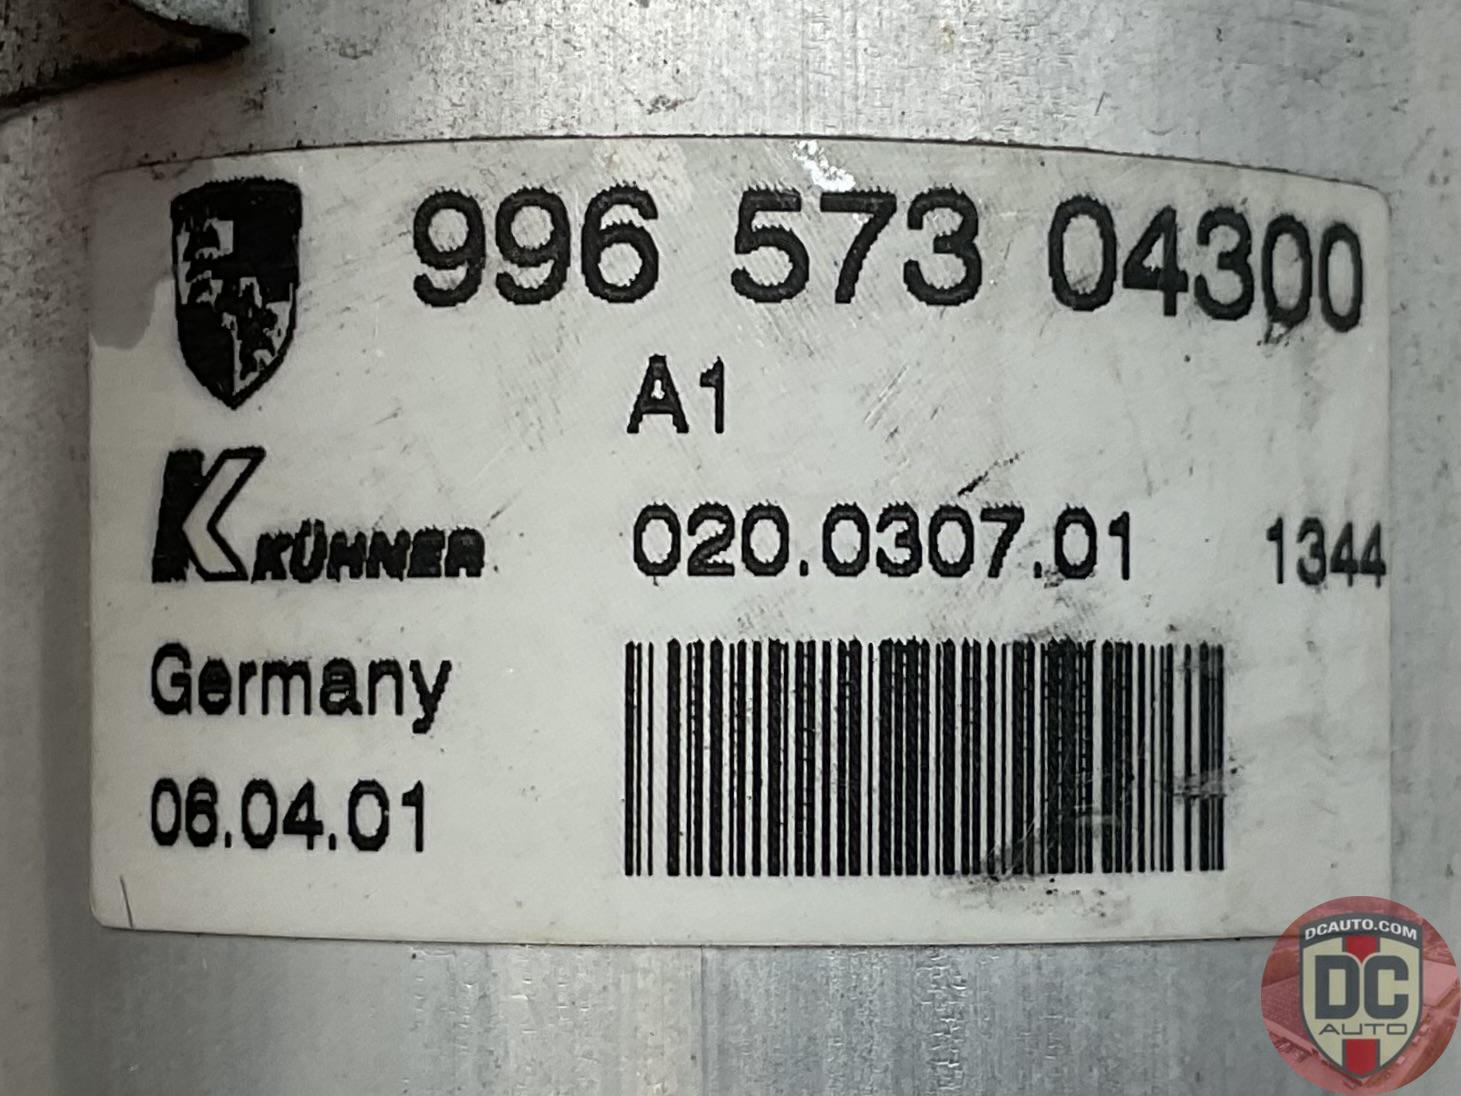 996 573 04300
A1
K KÜHNER
020.0307.01
1344
Germany
06.04.01
DCAUTO.COM
DC
AUTO